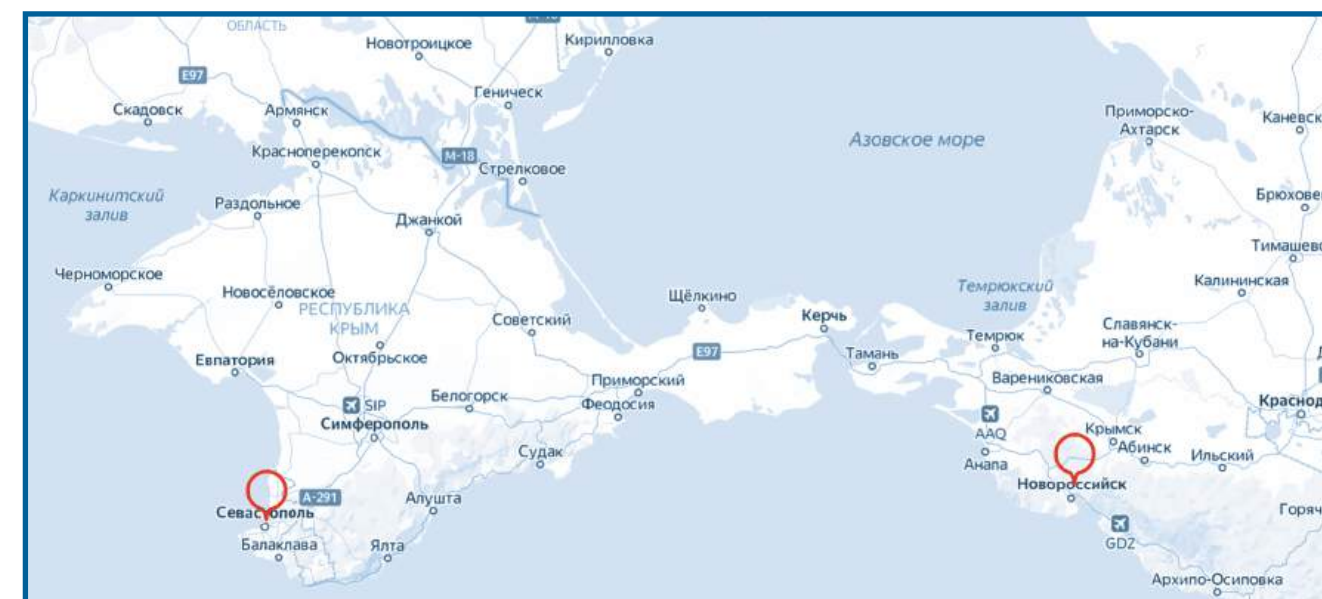 ОБЛАСТЬ
Новотроицкое
Кирилловка
E97
Скадовск
Армянск
Геническ
Приморско-
Ахтарск
Каневск
Азовское море
Красноперекопск
М-18
Стрелковое
Каркинитский
залив
Раздольное
Джанкой
Брюхове
Тимашевс
Черноморское
Новосёловское
РЕСПУБЛИКА
КРЫМ
Советский
Щёлкино
Керчь
Темрюкский
залив
Калининская
Темрюк
Славянск-
на-Кубани
Евпатория
Октябрьское
E97
Тамань
Приморский
Варениковская
Белогорск
Феодосия
Краснод
SIP
Симферополь
AAQ
Крымск
Абинск
Ильский
Судак
Анапа
А-291
Алушта
Севастополь
Новороссийск
Горяч
Балаклава
Ялта
GDZ
Архипо-Осиповка